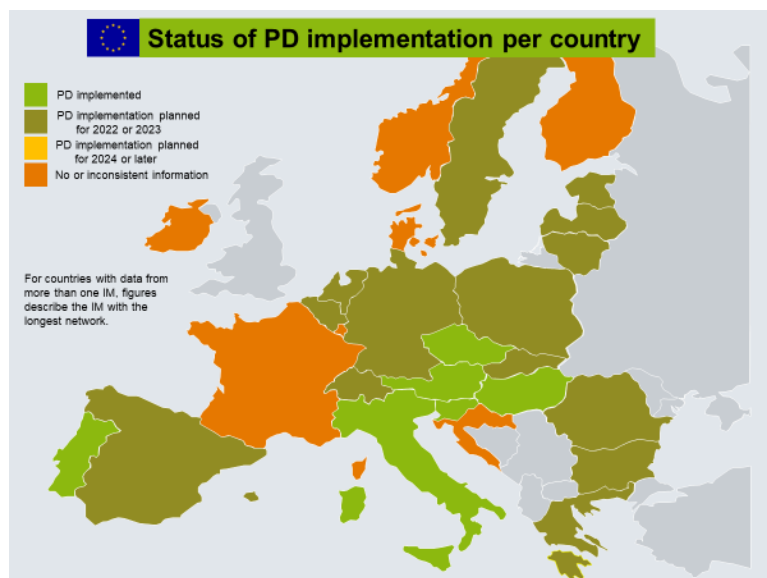 Status of PD implementation per country
PD implemented
PD implementation planned
for 2022 or 2023
PD implementation planned
for 2024 or later
No or inconsistent information
For countries with data from
more than one IM, figures
describe the IM with the
longest network.